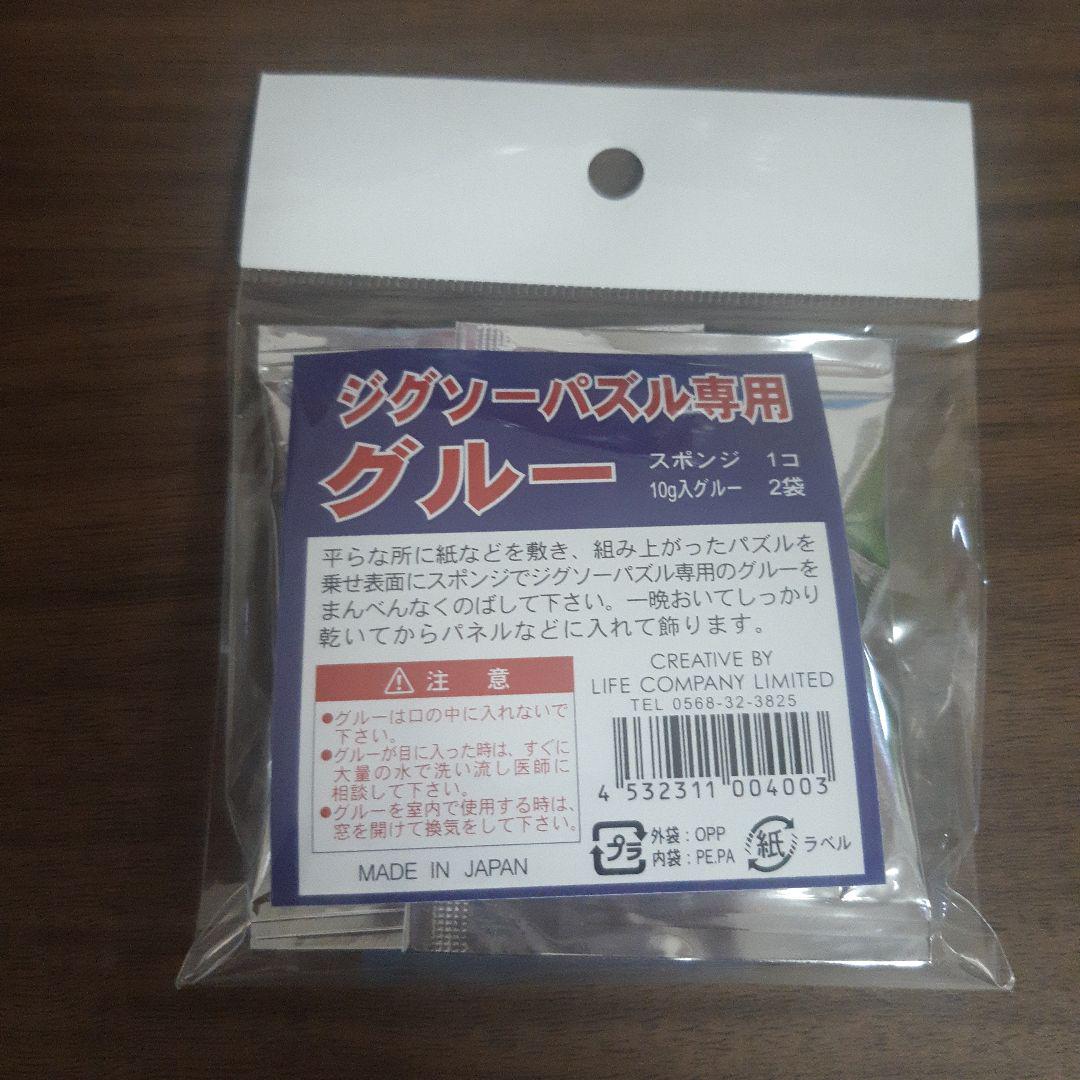 ジグソーパズル専用
グルー
スポンジ 1コ
10g入グルー 2袋
平らな所に紙などを敷き、組み上がったパズルを
乗せ表面にスポンジでジグソーパズル専用のグルーを
まんべんなくのばして下さい。一晩おいてしっかり
乾いてからパネルなどに入れて飾ります。
注 意
●グルーは口の中に入れないで
下さい。
●グルーが目に入った時は、すぐに
大量の水で洗い流し医師に
相談して下さい。
●グルーを室内で使用する時は、
窓を開けて換気をして下さい。
MADE IN JAPAN
CREATIVE BY
LIFE COMPANY LIMITED
TEL 0568-32-3825
4 532311 004003
プラ
外袋:OPP
内袋:PE.PA
紙
ラベル